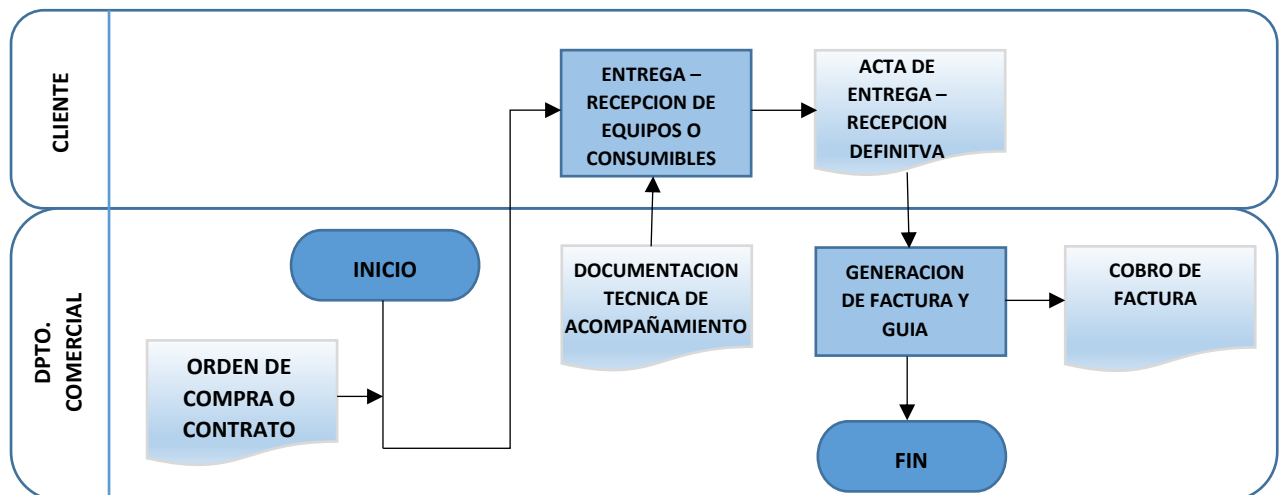 CLIENTE
ENTREGA –
RECEPCION DE
EQUIPOS O
CONSUMIBLES
ACTA DE
ENTREGA –
RECEPCION
DEFINITVA
DPTO.
COMERCIAL
INICIO
ORDEN DE
COMPRA O
CONTRATO
DOCUMENTACION
TECNICA DE
ACOMPAÑAMIENTO
GENERACION
DE FACTURA Y
GUIA
COBRO DE
FACTURA
FIN